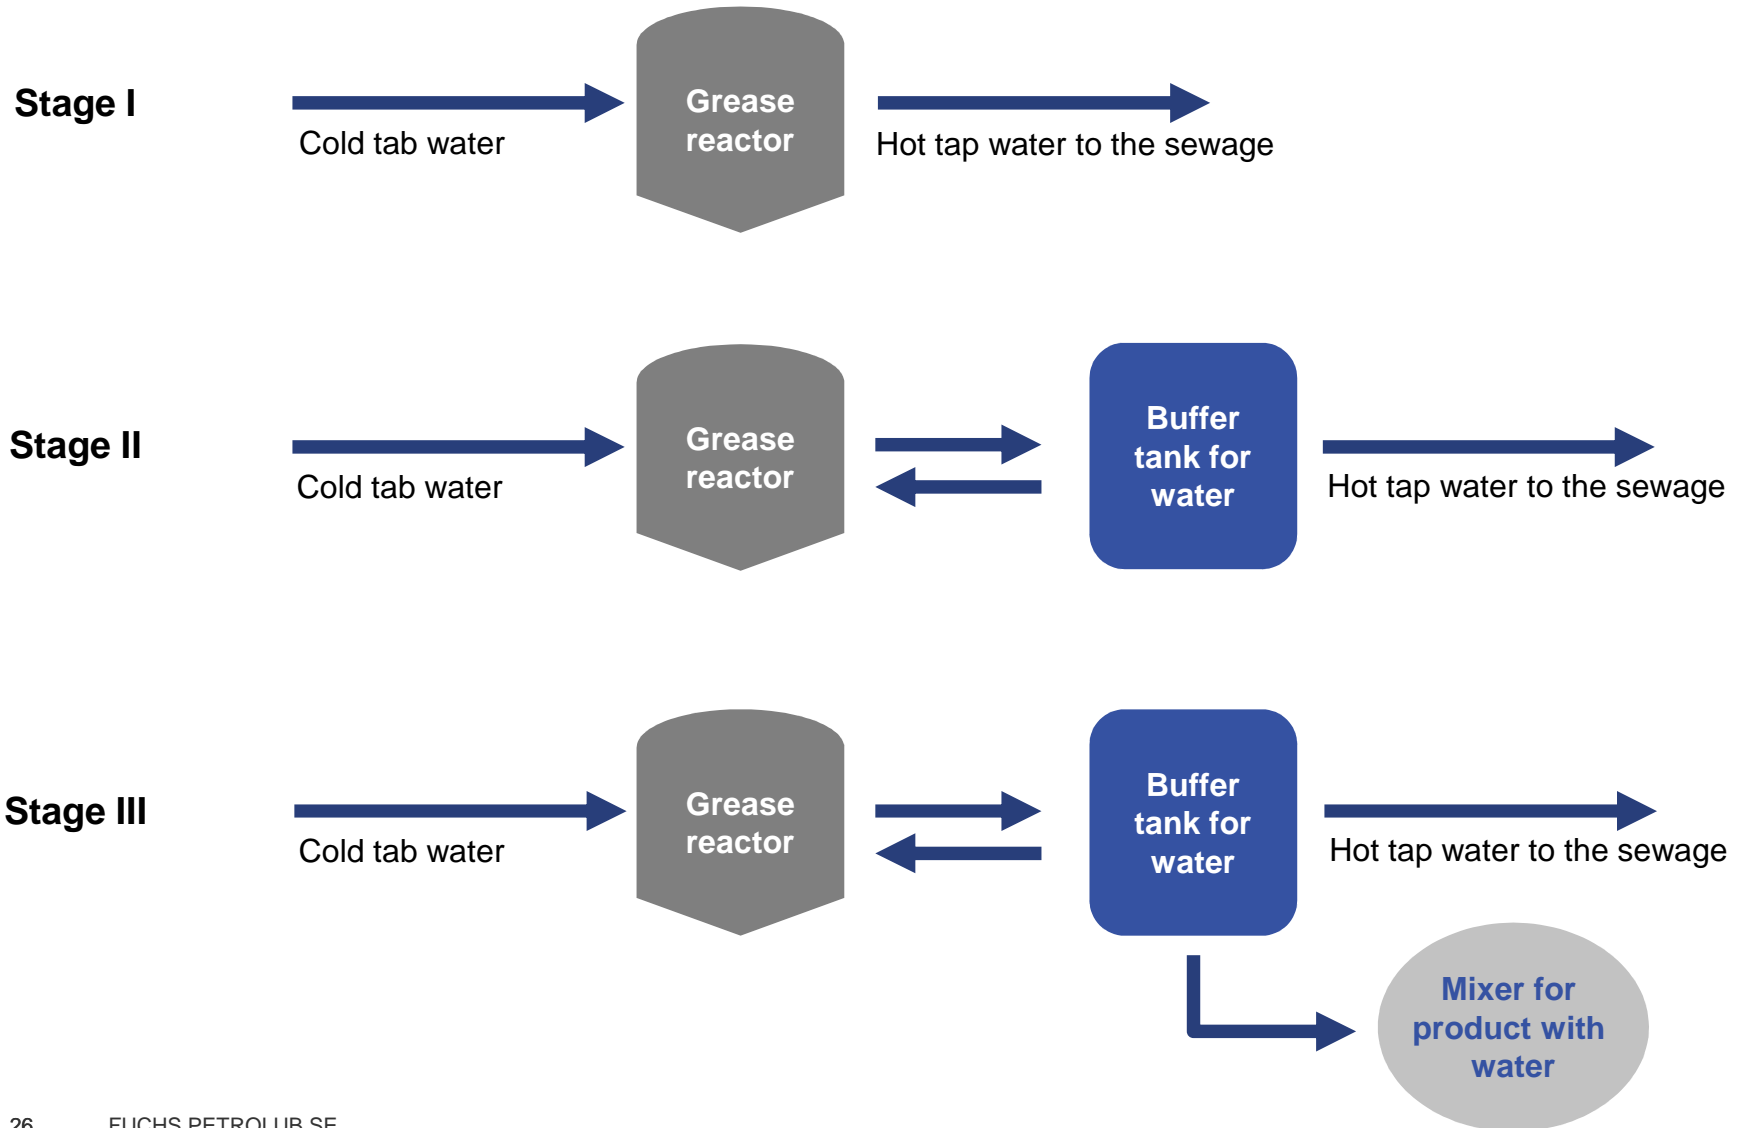 Stage I
Cold tab water
Grease
reactor
Hot tap water to the sewage
Stage II
Cold tab water
Grease
reactor
Buffer
tank for
water
Hot tap water to the sewage
Stage III
Cold tab water
Grease
reactor
Buffer
tank for
water
Hot tap water to the sewage
Mixer for
product with
water
26 FUCHS PETROLUB SE